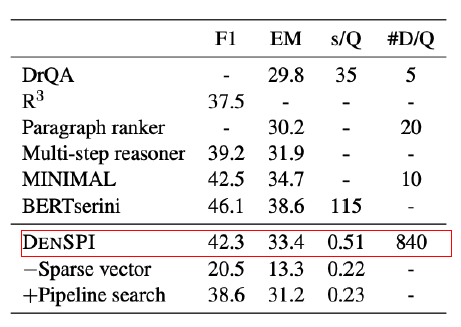 F1 EM s/Q #D/Q
DrQA - 29.8 35 5
R³ 37.5 - - -
Paragraph ranker - 30.2 - 20
Multi-step reasoner 39.2 31.9 - -
MINIMAL 42.5 34.7 - 10
BERTserini 46.1 38.6 115 -
DENSPI 42.3 33.4 0.51 840
−Sparse vector 20.5 13.3 0.22 -
+Pipeline search 38.6 31.2 0.23 -